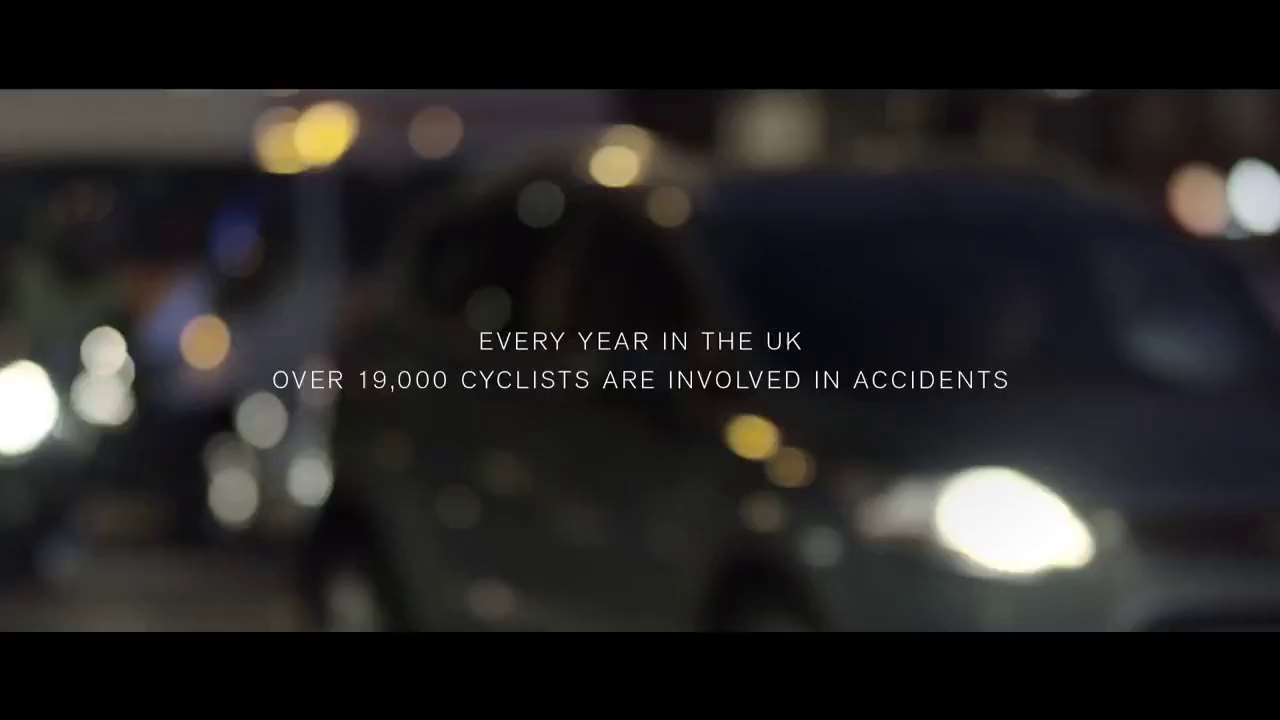 EVERY YEAR IN THE UK
OVER 19,000 CYCLISTS ARE INVOLVED IN ACCIDENTS